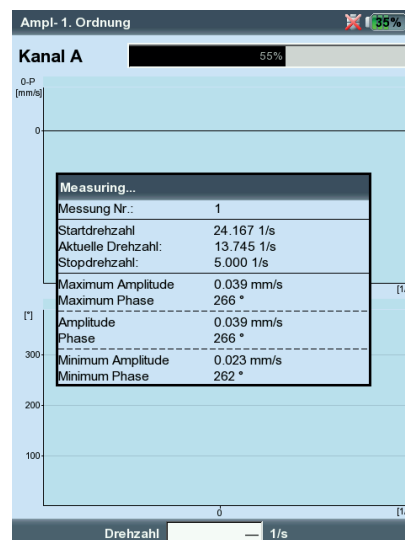 Ampl- 1. Ordnung
35%
Kanal A
55%
0-P
[mm/s]
0
Measuring...
Messung Nr.: 1
Startdrehzahl 24.167 1/s
Aktuelle Drehzahl: 13.745 1/s
Stopdrehzahl: 5.000 1/s
Maximum Amplitude 0.039 mm/s
Maximum Phase 266 °
Amplitude 0.039 mm/s
Phase 266 °
Minimum Amplitude 0.023 mm/s
Minimum Phase 262 °
[1/
[°]
300
200
100
0
[1/
Drehzahl — 1/s